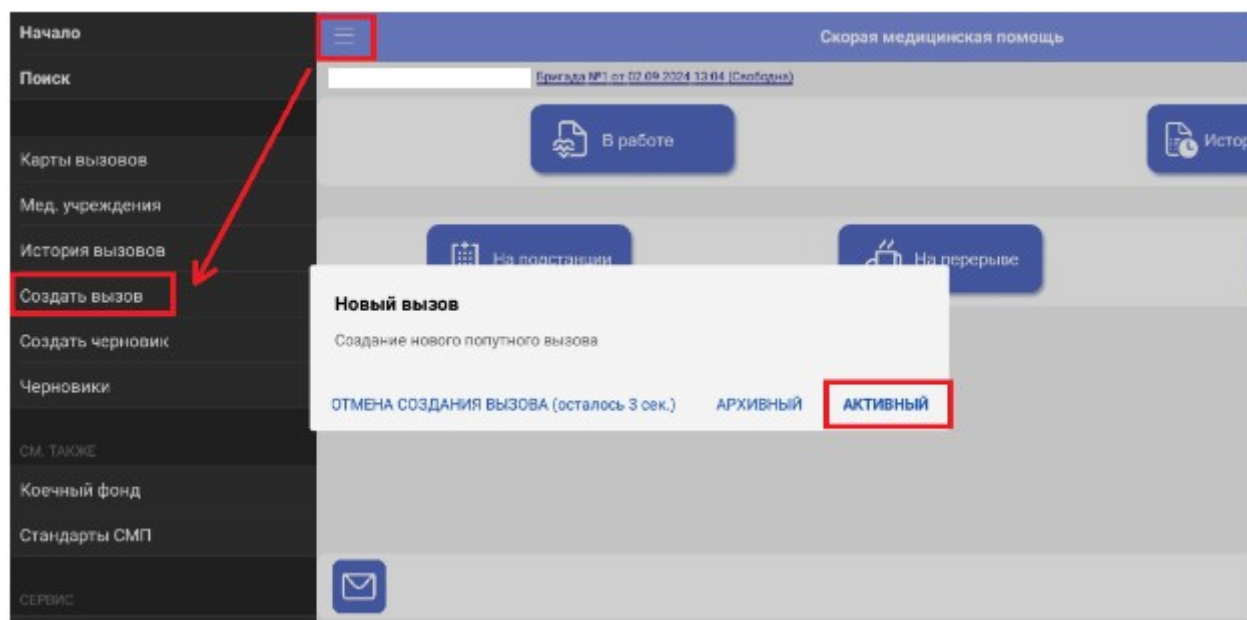 Начало
Поиск
Карты вызовов
Мед. учреждения
История вызовов
Создать вызов
Создать черновик
Черновики
СМ. ТАКЖЕ
Коечный фонд
Стандарты СМП
СЕРВИС
Скорая медицинская помощь
Бригада №1 от 02.09.2024 13:04 (Свободна)
В работе
Истор
На подстанции
На перерыве
Новый вызов
Создание нового попутного вызова
ОТМЕНА СОЗДАНИЯ ВЫЗОВА (осталось 3 сек.)
АРХИВНЫЙ
АКТИВНЫЙ